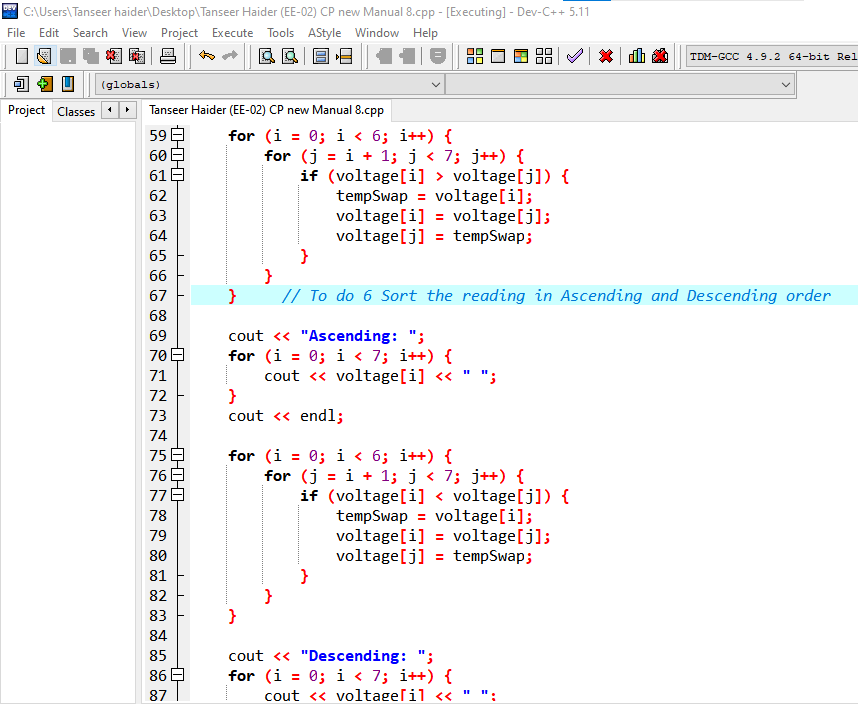 C:\Users\Tanseer haider\Desktop\Tanseer Haider (EE-02) CP new Manual 8.cpp - [Executing] - Dev-C++ 5.11
File Edit Search View Project Execute Tools AStyle Window Help
TDM-GCC 4.9.2 64-bit Rel
(globals)
Project Classes Tanseer Haider (EE-02) CP new Manual 8.cpp
59 for (i = 0; i < 6; i++) {
60 for (j = i + 1; j < 7; j++) {
61 if (voltage[i] > voltage[j]) {
62 tempSwap = voltage[i];
63 voltage[i] = voltage[j];
64 voltage[j] = tempSwap;
65 }
66 }
67 } // To do 6 Sort the reading in Ascending and Descending order
68
69 cout << "Ascending: ";
70 for (i = 0; i < 7; i++) {
71 cout << voltage[i] << " ";
72 }
73 cout << endl;
74
75 for (i = 0; i < 6; i++) {
76 for (j = i + 1; j < 7; j++) {
77 if (voltage[i] < voltage[j]) {
78 tempSwap = voltage[i];
79 voltage[i] = voltage[j];
80 voltage[j] = tempSwap;
81 }
82 }
83 }
84
85 cout << "Descending: ";
86 for (i = 0; i < 7; i++) {
87 cout << voltage[i] << " ";